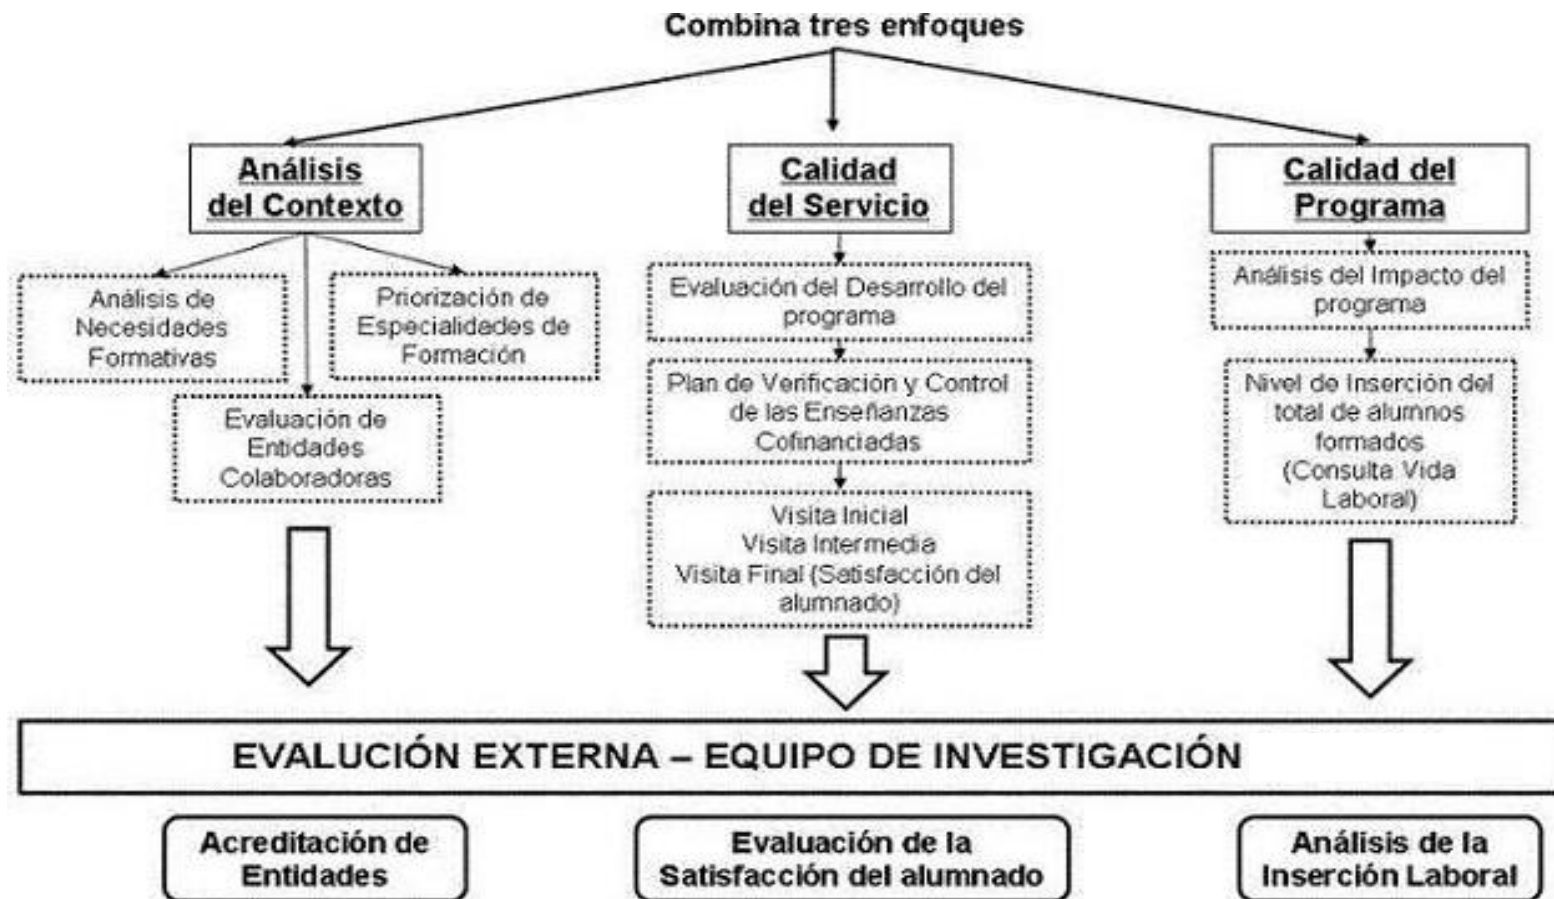 Combina tres enfoques
Análisis
del Contexto
Calidad
del Servicio
Calidad del
Programa
Análisis de
Necesidades
Formativas
Priorización de
Especialidades de
Formación
Evaluación de
Entidades
Colaboradoras
Evaluación del Desarrollo del
programa
Plan de Verificación y Control
de las Enseñanzas
Cofinanciadas
Visita Inicial
Visita Intermedia
Visita Final (Satisfacción del
alumnado)
Análisis del Impacto del
programa
Nivel de Inserción del
total de alumnos
formados
(Consulta Vida
Laboral)
EVALUCIÓN EXTERNA – EQUIPO DE INVESTIGACIÓN
Acreditación de
Entidades
Evaluación de la
Satisfacción del alumnado
Análisis de la
Inserción Laboral